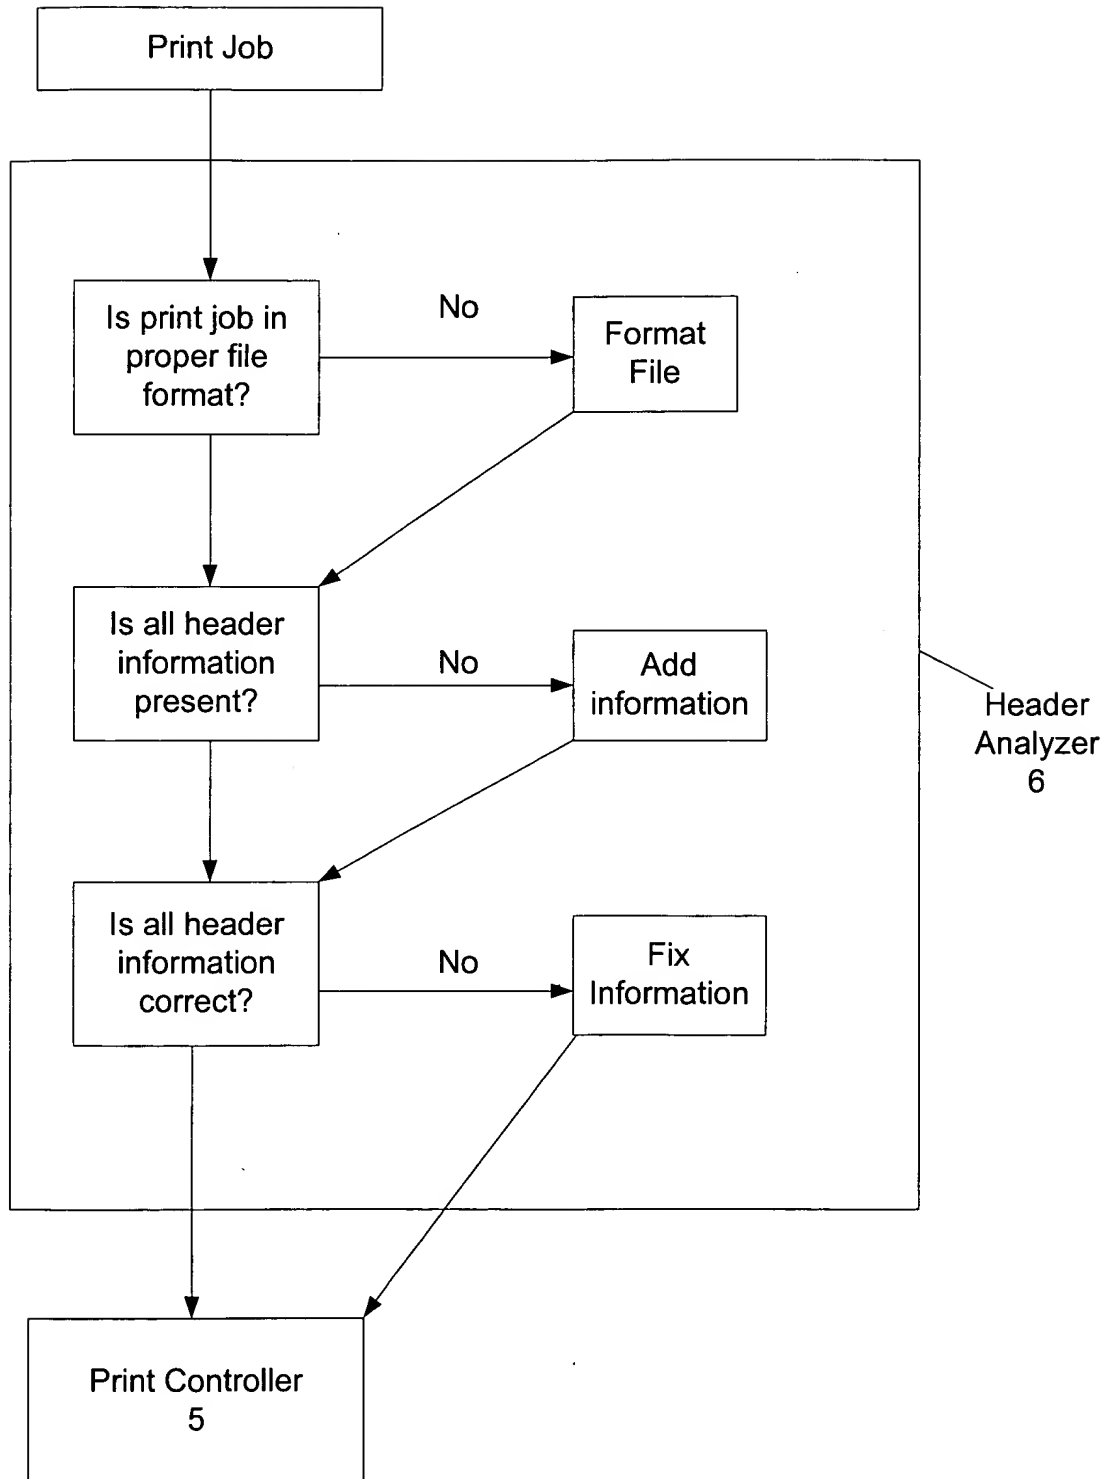 Print Job
Is print job in
proper file
format?
No
Format
File
Is all header
information
present?
No
Add
information
Header
Analyzer
6
Is all header
information
correct?
No
Fix
Information
Print Controller
5